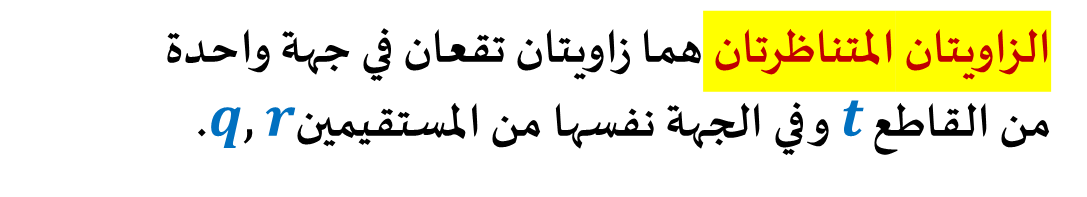 الزاويتان المتناظرتان هما زاويتان تقعان في جهة واحدة
من القاطع t وفي الجهة نفسها من المستقيمين q, r.